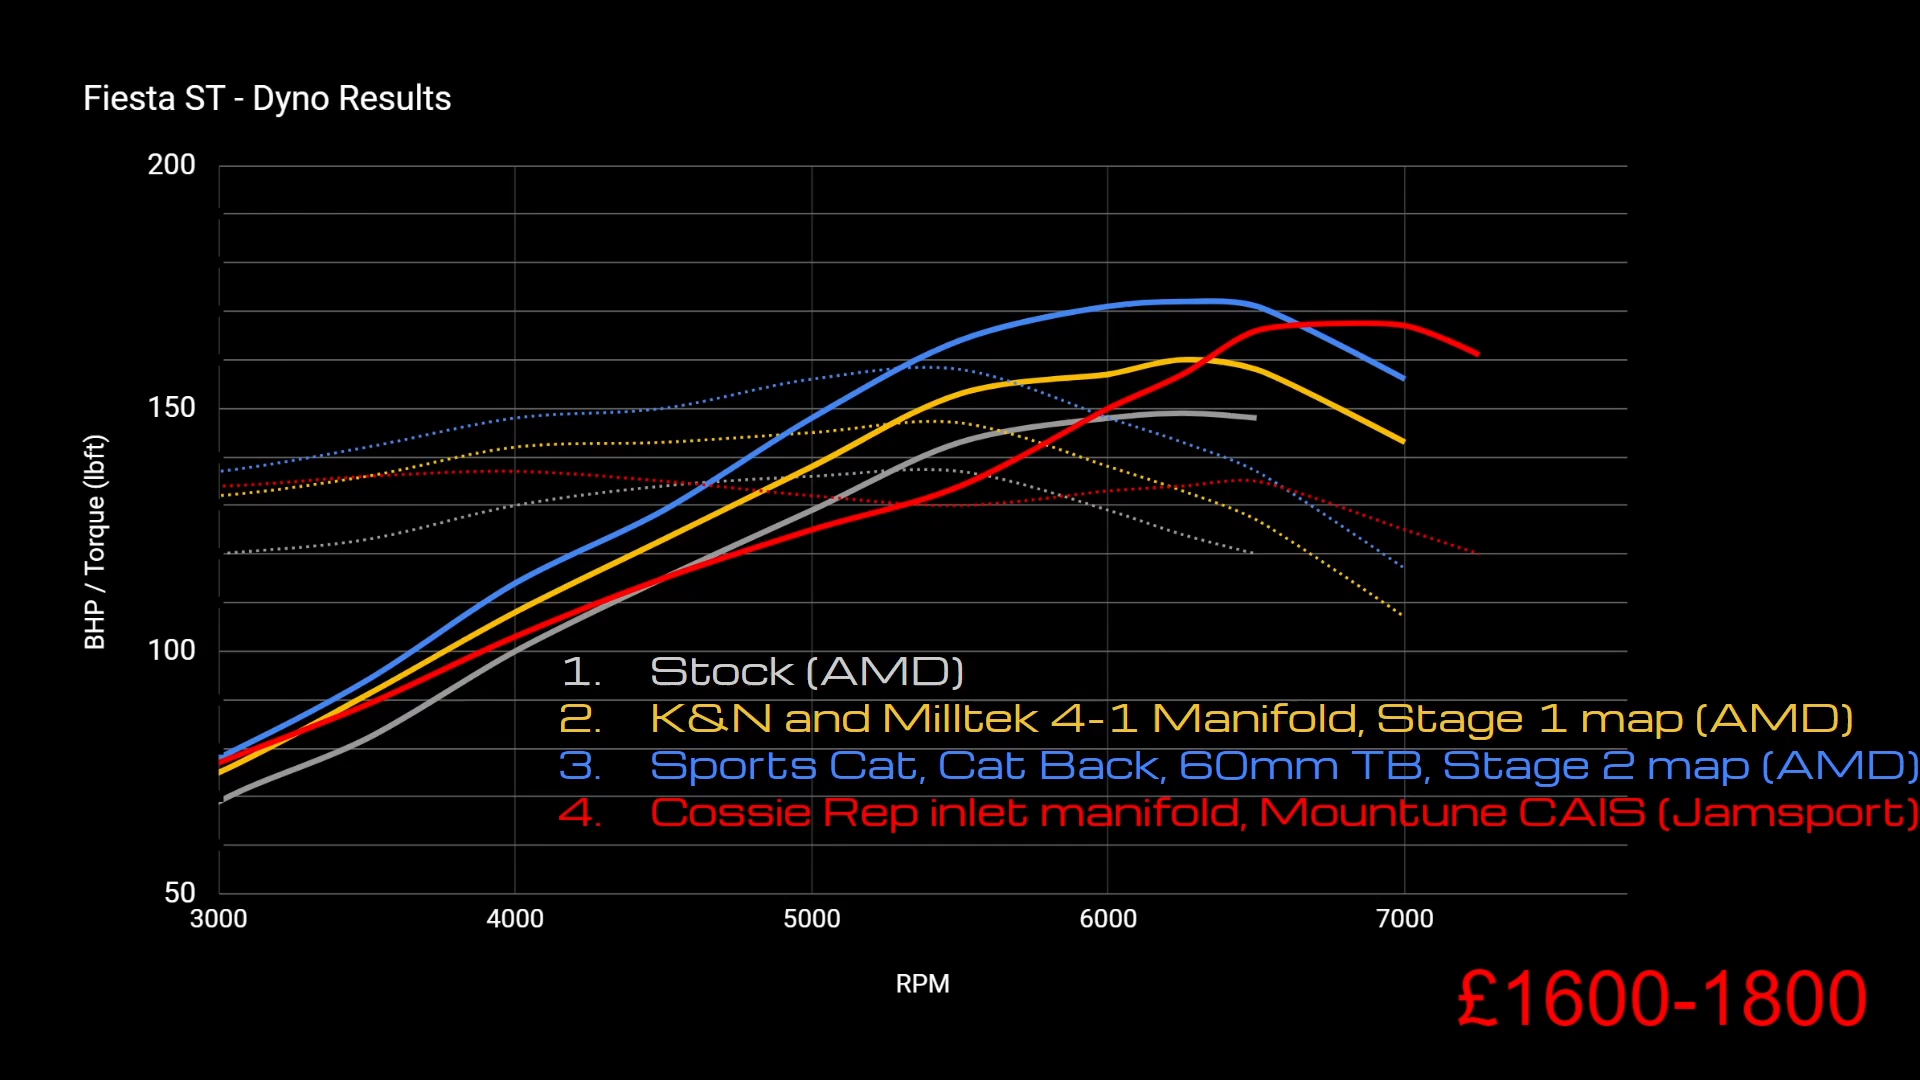 Fiesta ST - Dyno Results
200
150
100
50
BHP / Torque (lbft)
1. Stock (AMD)
2. K&N and Milltek 4-1 Manifold, Stage 1 map (AMD)
3. Sports Cat, Cat Back, 60mm TB, Stage 2 map (AMD)
4. Cossie Rep inlet manifold, Mountune CAIS (Jamsport)
3000 4000 5000 6000 7000
RPM
£1600-1800